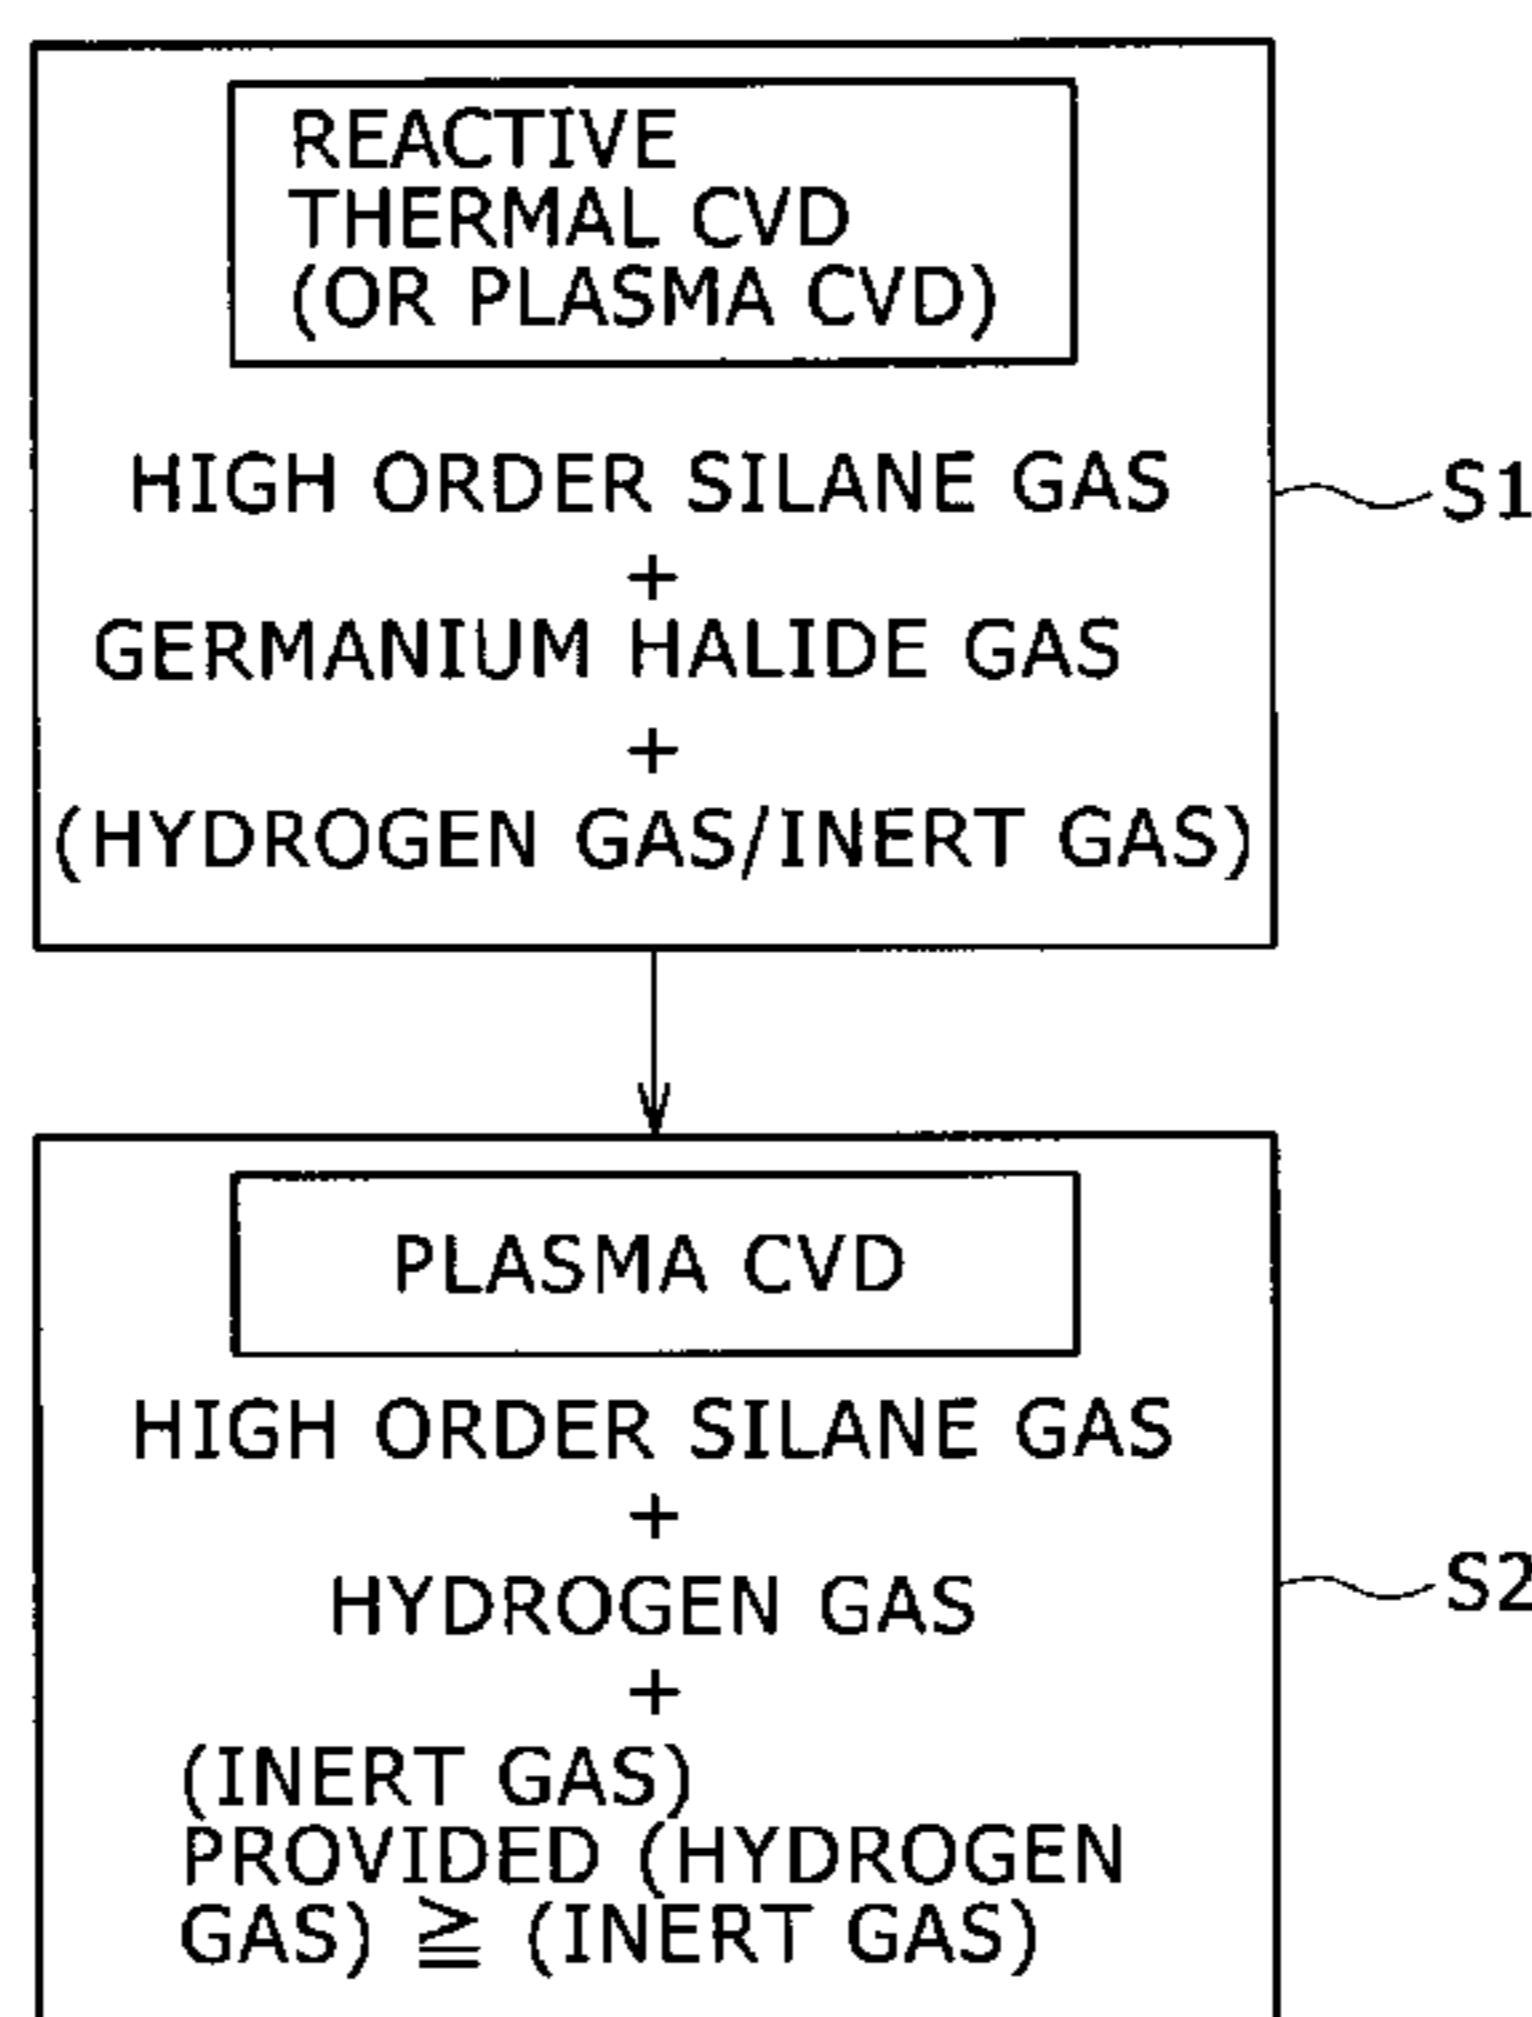 REACTIVE
THERMAL CVD
(OR PLASMA CVD)
HIGH ORDER SILANE GAS
+
GERMANIUM HALIDE GAS
+
(HYDROGEN GAS/INERT GAS)
S1
PLASMA CVD
HIGH ORDER SILANE GAS
+
HYDROGEN GAS
+
(INERT GAS)
PROVIDED (HYDROGEN
GAS) ≧ (INERT GAS)
S2